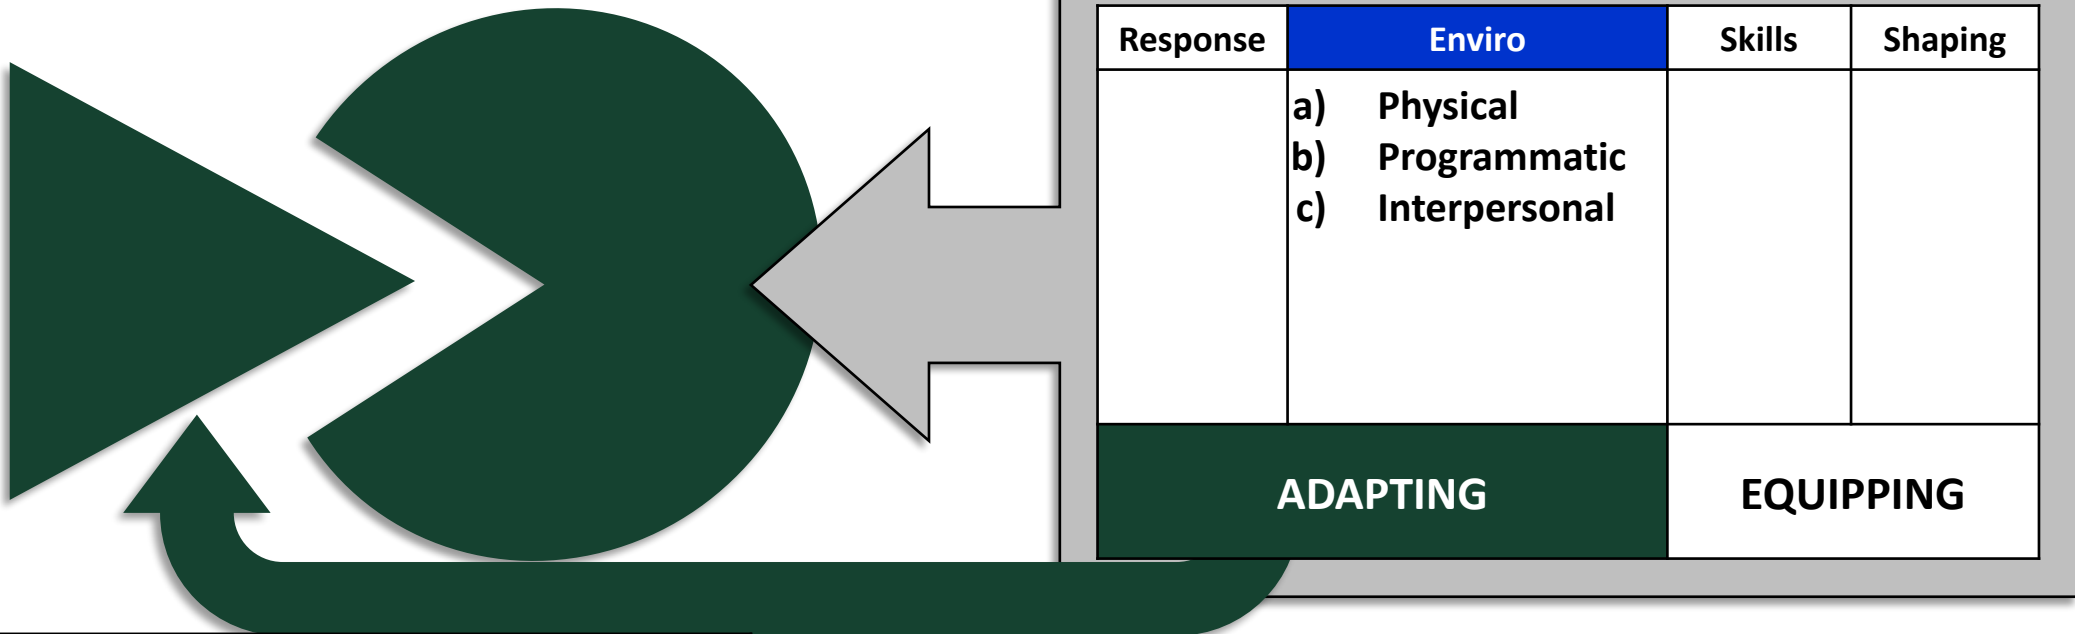 Response Enviro Skills Shaping
a) Physical
b) Programmatic
c) Interpersonal
ADAPTING EQUIPPING